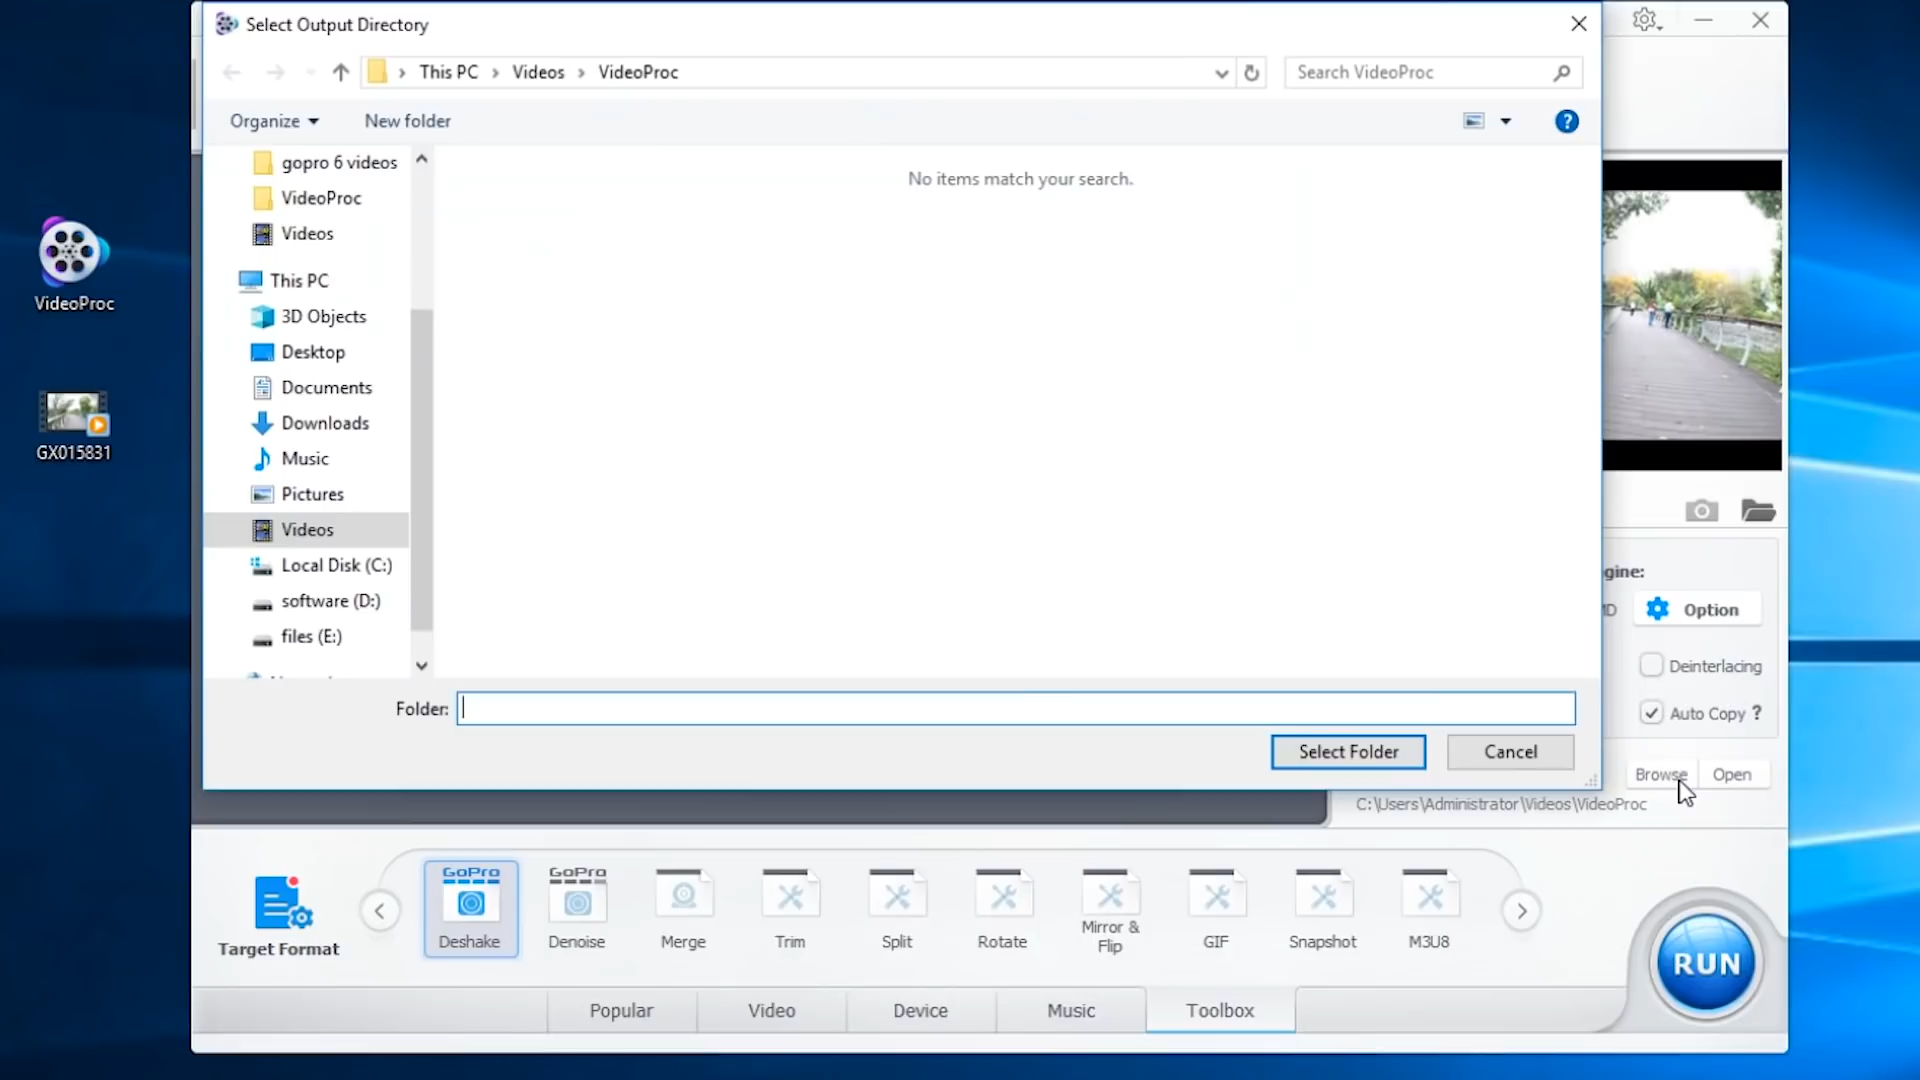 Select Output Directory
This PC > Videos > VideoProc
Search VideoProc
Organize
New folder
gopro 6 videos
VideoProc
Videos
This PC
3D Objects
Desktop
Documents
Downloads
Music
Pictures
Videos
Local Disk (C:)
software (D:)
files (E:)
No items match your search.
Folder:
Select Folder
Cancel
VideoProc
GX015831
gine:
Option
Deinterlacing
Auto Copy ?
Browse
Open
C:\Users\Administrator\Videos\VideoProc
Target Format
GoPro
Deshake
GoPro
Denoise
Merge
Trim
Split
Rotate
Mirror &
Flip
GIF
Snapshot
M3U8
RUN
Popular
Video
Device
Music
Toolbox